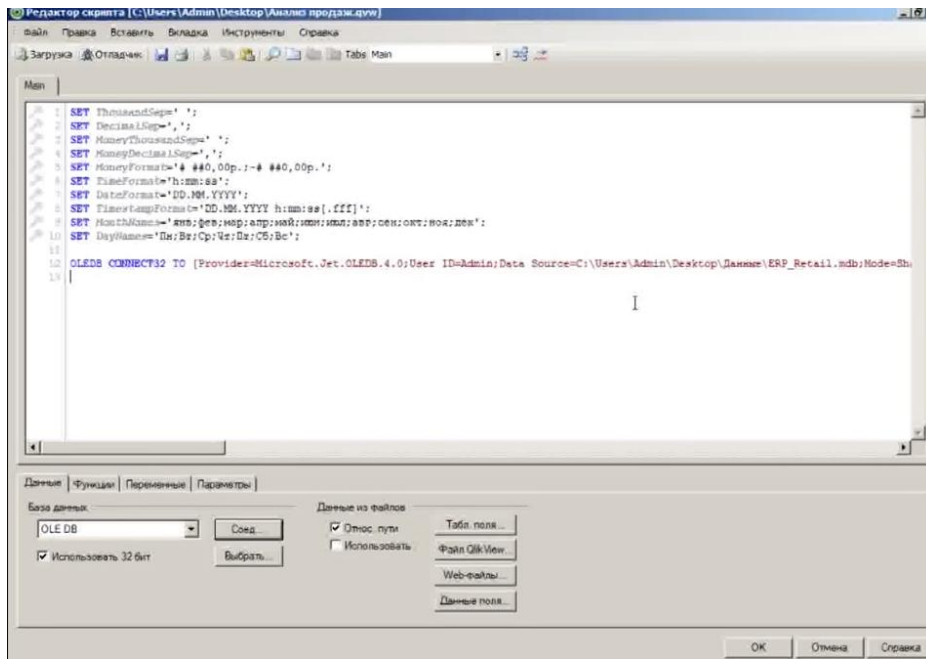 Редактор скрипта [C:\Users\Admin\Desktop\Анализ продаж.qvw]
Файл Правка Вставить Вкладка Инструменты Справка
Загрузка Отладчик Tabs Main
Main
1 SET ThousandSep=' ';
2 SET DecimalSep=',';
3 SET MoneyThousandSep=' ';
4 SET MoneyDecimalSep=',';
5 SET MoneyFormat='# ##0,00р.;-# ##0,00р.';
6 SET TimeFormat='h:mm:ss';
7 SET DateFormat='DD.MM.YYYY';
8 SET TimestampFormat='DD.MM.YYYY h:mm:ss[.fff]';
9 SET MonthNames='янв;фев;мар;апр;май;июн;июл;авг;сен;окт;ноя;дек';
10 SET DayNames='Пн;Вт;Ср;Чт;Пт;Сб;Вс';
11
12 OLEDB CONNECT32 TO [Provider=Microsoft.Jet.OLEDB.4.0;User ID=Admin;Data Source=C:\Users\Admin\Desktop\Данные\ERP_Retail.mdb;Mode=Sh
13
Данные Функции Переменные Параметры
База данных Данные из файлов
OLE DB Соед... Относ. пути Табл. поля...
Использовать 32 бит Выбрать... Использовать Файл QlikView...
Web-файлы...
Данные поля...
OK Отмена Справка